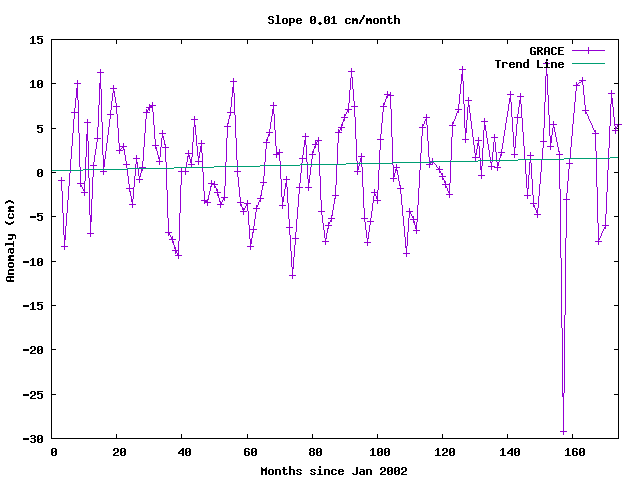 Slope 0.01 cm/month
15
10
5
0
-5
-10
-15
-20
-25
-30
Anomaly (cm)
GRACE
Trend Line
0 20 40 60 80 100 120 140 160
Months since Jan 2002